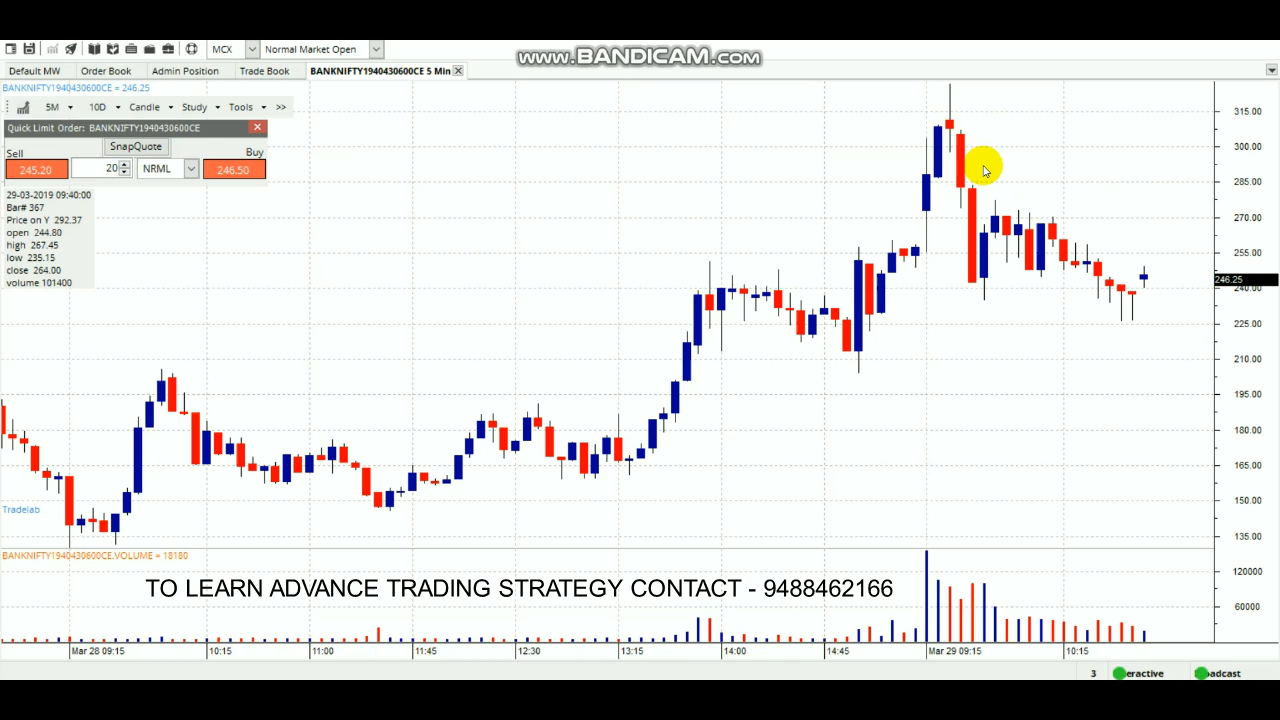 MCX Normal Market Open
www.BANDICAM.com
Default MW Order Book Admin Position Trade Book BANKNIFTY1940430600CE 5 Min
BANKNIFTY1940430600CE = 246.25
5M 10D Candle Study Tools >>
Quick Limit Order: BANKNIFTY1940430600CE
SnapQuote
Sell Buy
245.20 20 NRML 246.50
29-03-2019 09:40:00
Bar# 367
Price on Y 292.37
open 244.80
high 267.45
low 235.15
close 264.00
volume 101400
315.00
300.00
285.00
270.00
255.00
246.25
240.00
225.00
210.00
195.00
180.00
165.00
150.00
135.00
Tradelab
BANKNIFTY1940430600CE.VOLUME = 18180
120000
60000
TO LEARN ADVANCE TRADING STRATEGY CONTACT - 9488462166
Mar 28 09:15 10:15 11:00 11:45 12:30 13:15 14:00 14:45 Mar 29 09:15 10:15
3 eractive adcast